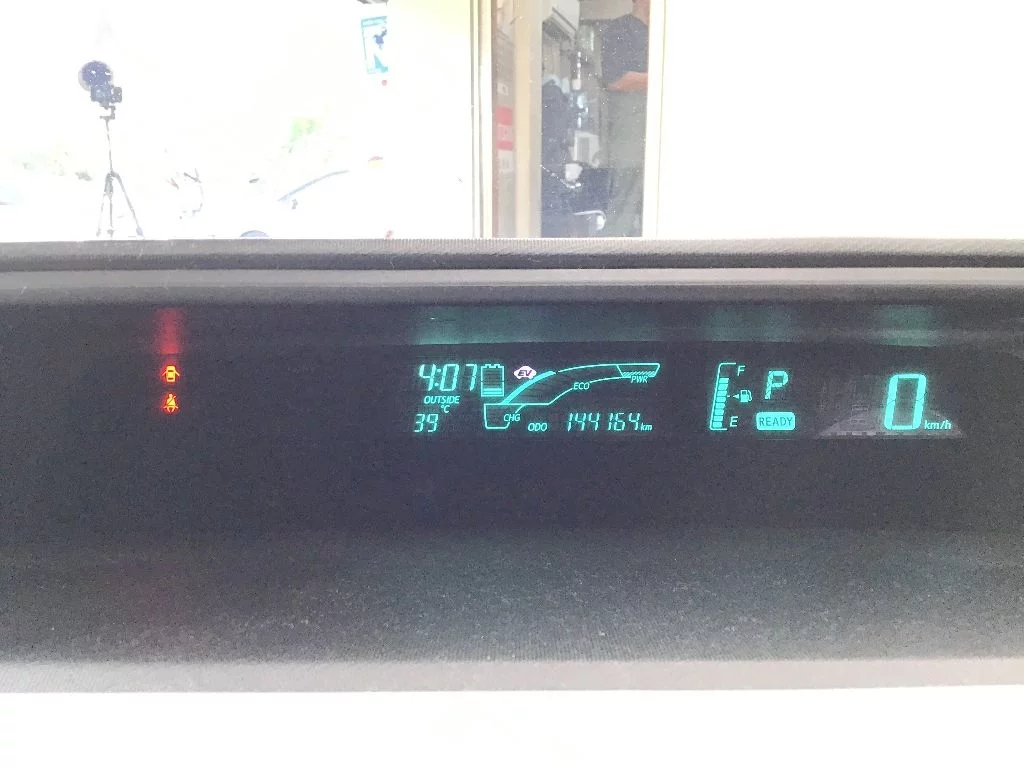 4:07
EV
PWR
ECO
OUTSIDE
°C
39
CHG
ODO 144164 km
F
P
E
READY
0 km/h